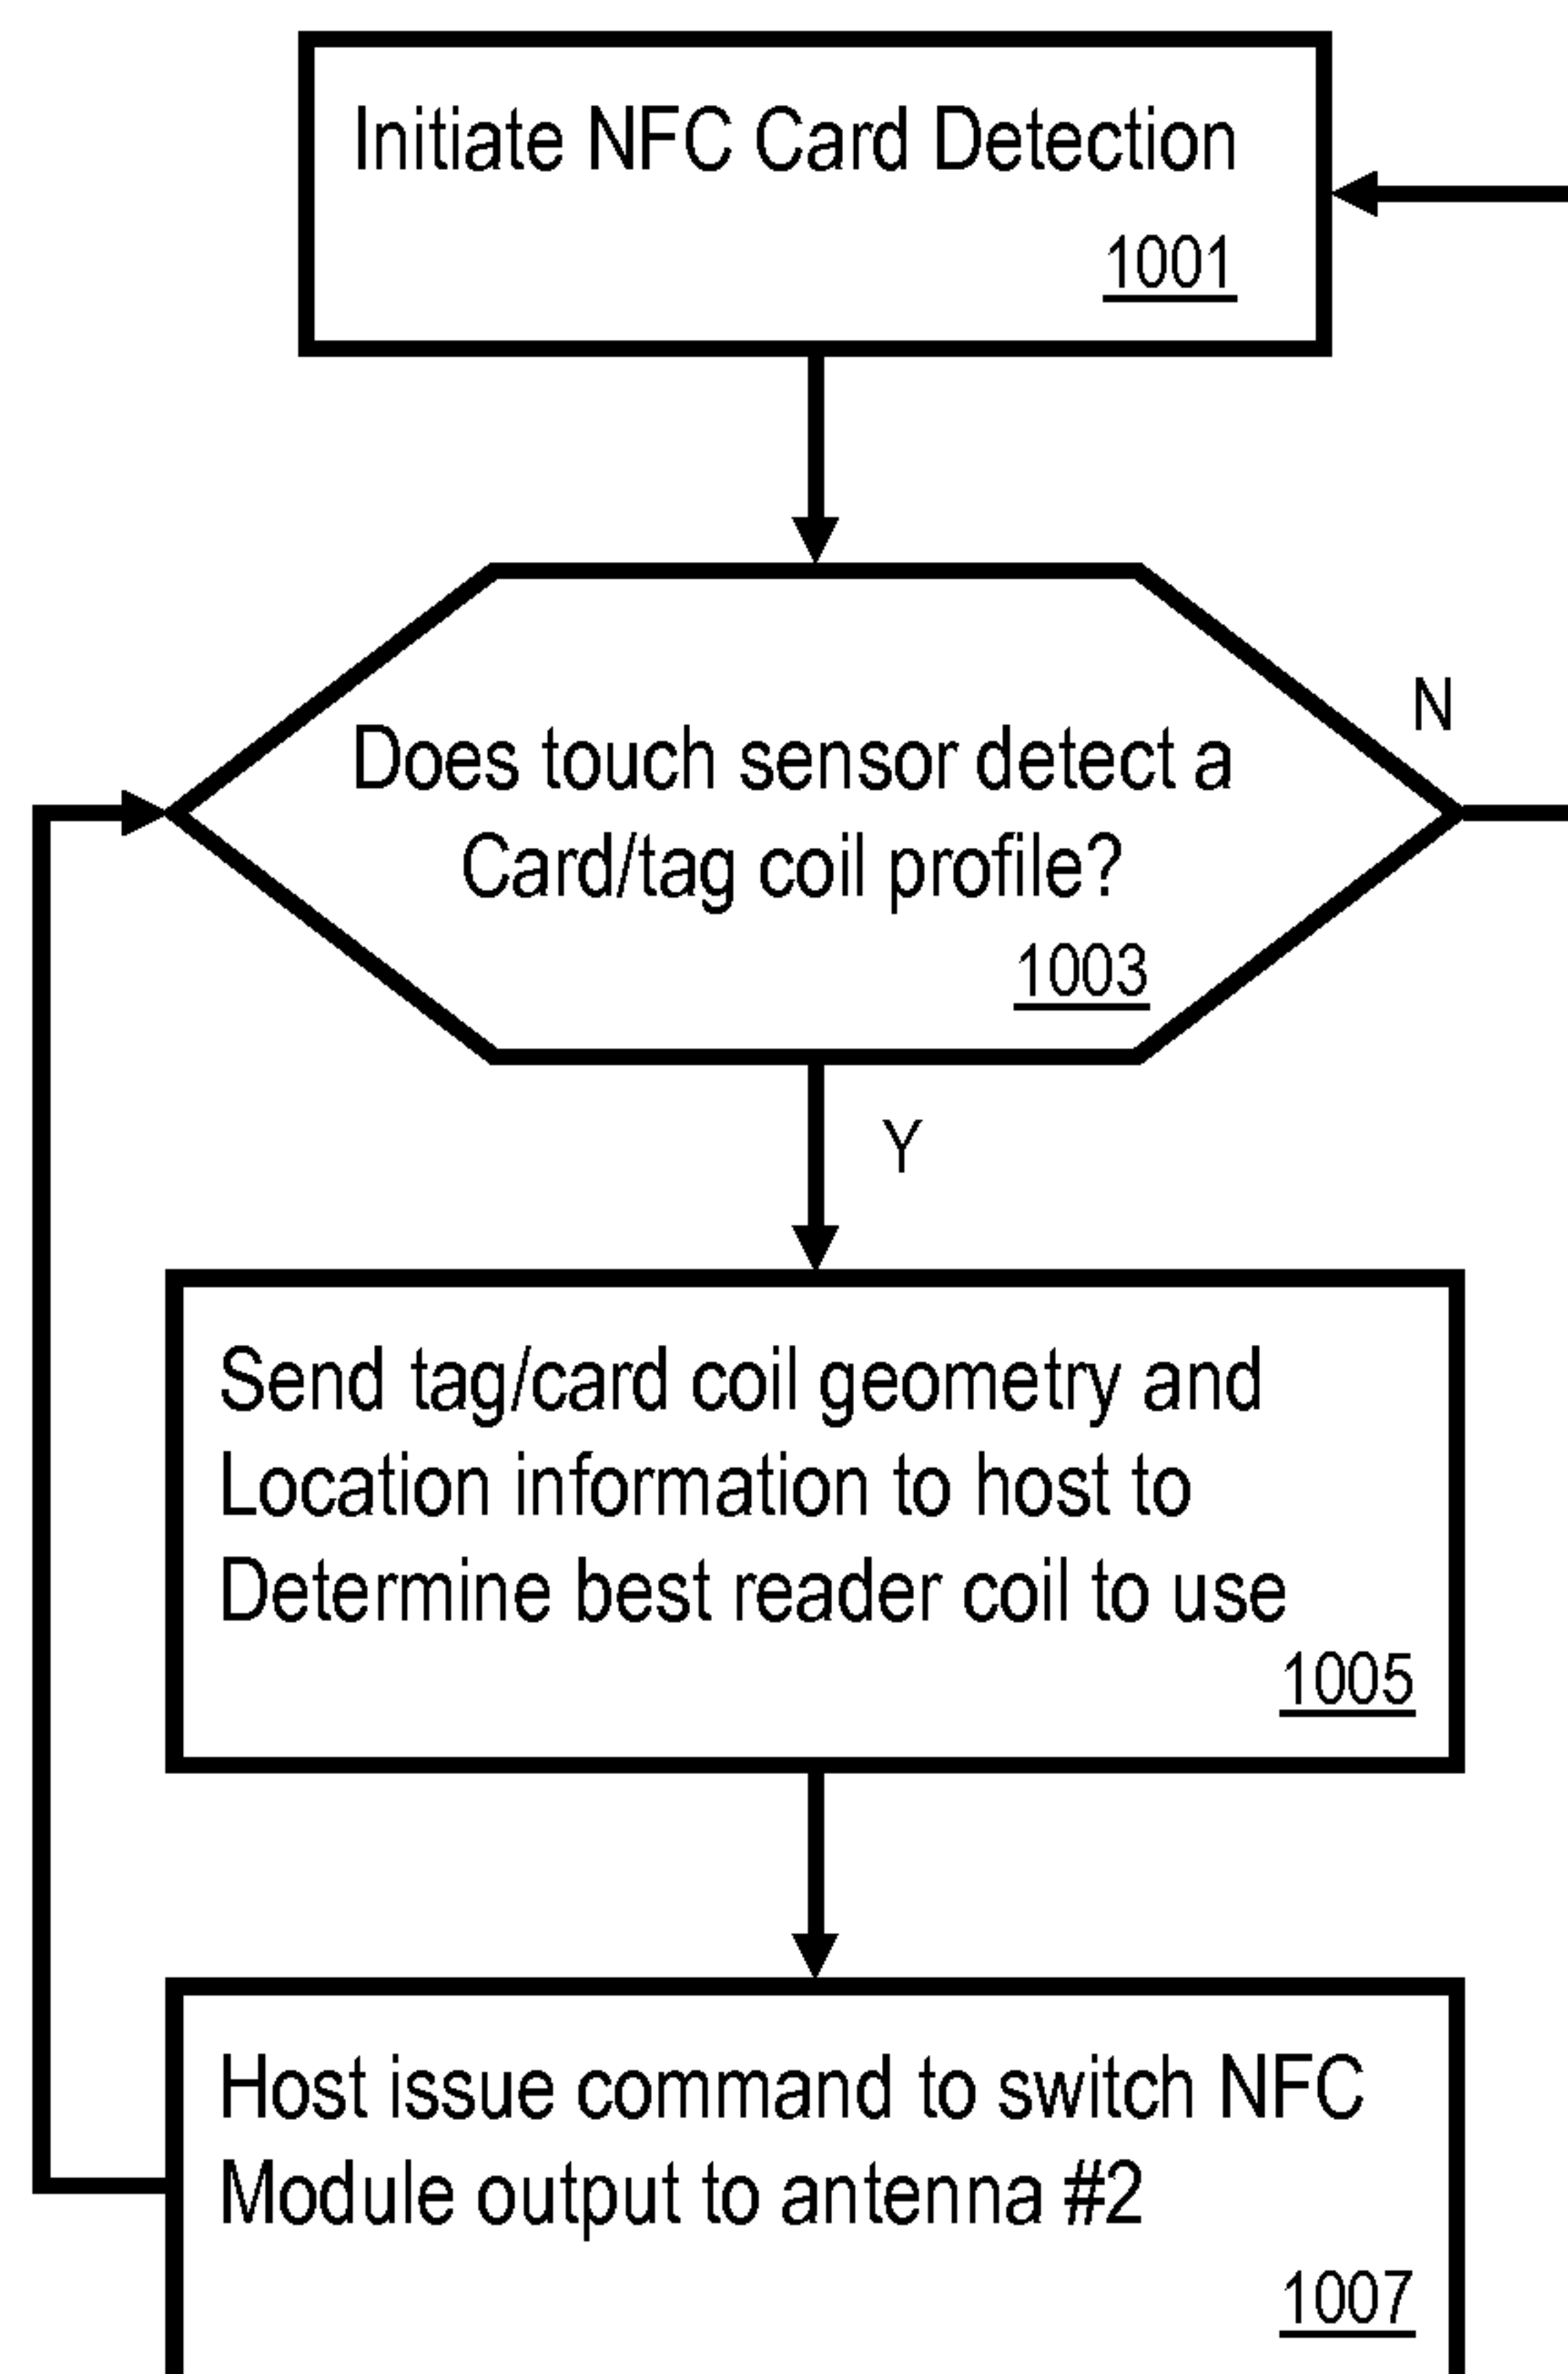 Initiate NFC Card Detection
1001
N
Does touch sensor detect a
Card/tag coil profile?
1003
Y
Send tag/card coil geometry and
Location information to host to
Determine best reader coil to use
1005
Host issue command to switch NFC
Module output to antenna #2
1007